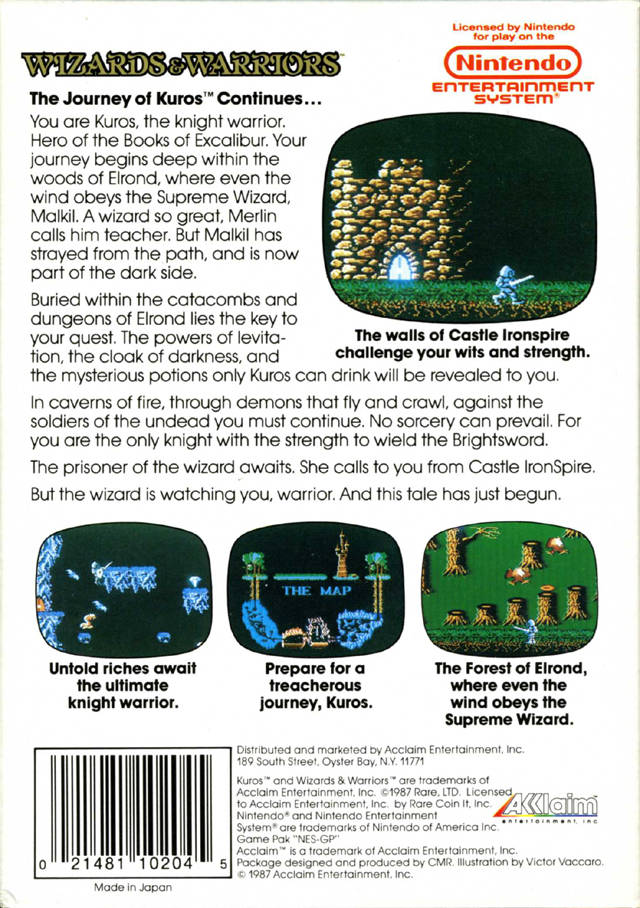 Licensed by Nintendo
for play on the
Nintendo®
ENTERTAINMENT
SYSTEM®
WIZARDS & WARRIORS™
The Journey of Kuros™ Continues...
You are Kuros, the knight warrior.
Hero of the Books of Excalibur. Your
journey begins deep within the
woods of Elrond, where even the
wind obeys the Supreme Wizard,
Malkil. A wizard so great, Merlin
calls him teacher. But Malkil has
strayed from the path, and is now
part of the dark side.
Buried within the catacombs and
dungeons of Elrond lies the key to
your quest. The powers of levita-
tion, the cloak of darkness, and
the mysterious potions only Kuros can drink will be revealed to you.
The walls of Castle Ironspire
challenge your wits and strength.
In caverns of fire, through demons that fly and crawl, against the
soldiers of the undead you must continue. No sorcery can prevail. For
you are the only knight with the strength to wield the Brightsword.
The prisoner of the wizard awaits. She calls to you from Castle IronSpire.
But the wizard is watching you, warrior. And this tale has just begun.
THE MAP
Untold riches await
the ultimate
knight warrior.
Prepare for a
treacherous
journey, Kuros.
The Forest of Elrond,
where even the
wind obeys the
Supreme Wizard.
Distributed and marketed by Acclaim Entertainment, Inc.
189 South Street, Oyster Bay, N.Y. 11771
Kuros™ and Wizards & Warriors™ are trademarks of
Acclaim Entertainment, Inc. ©1987 Rare, LTD. Licensed
to Acclaim Entertainment, Inc. by Rare Coin It, Inc.
Nintendo® and Nintendo Entertainment
System® are trademarks of Nintendo of America Inc.
Game Pak "NES-GP"
Acclaim™ is a trademark of Acclaim Entertainment, Inc.
Package designed and produced by CMR. Illustration by Victor Vaccaro.
© 1987 Acclaim Entertainment, Inc.
AKKlaim™
entertainment, inc.
0 21481 10204 5
Made in Japan